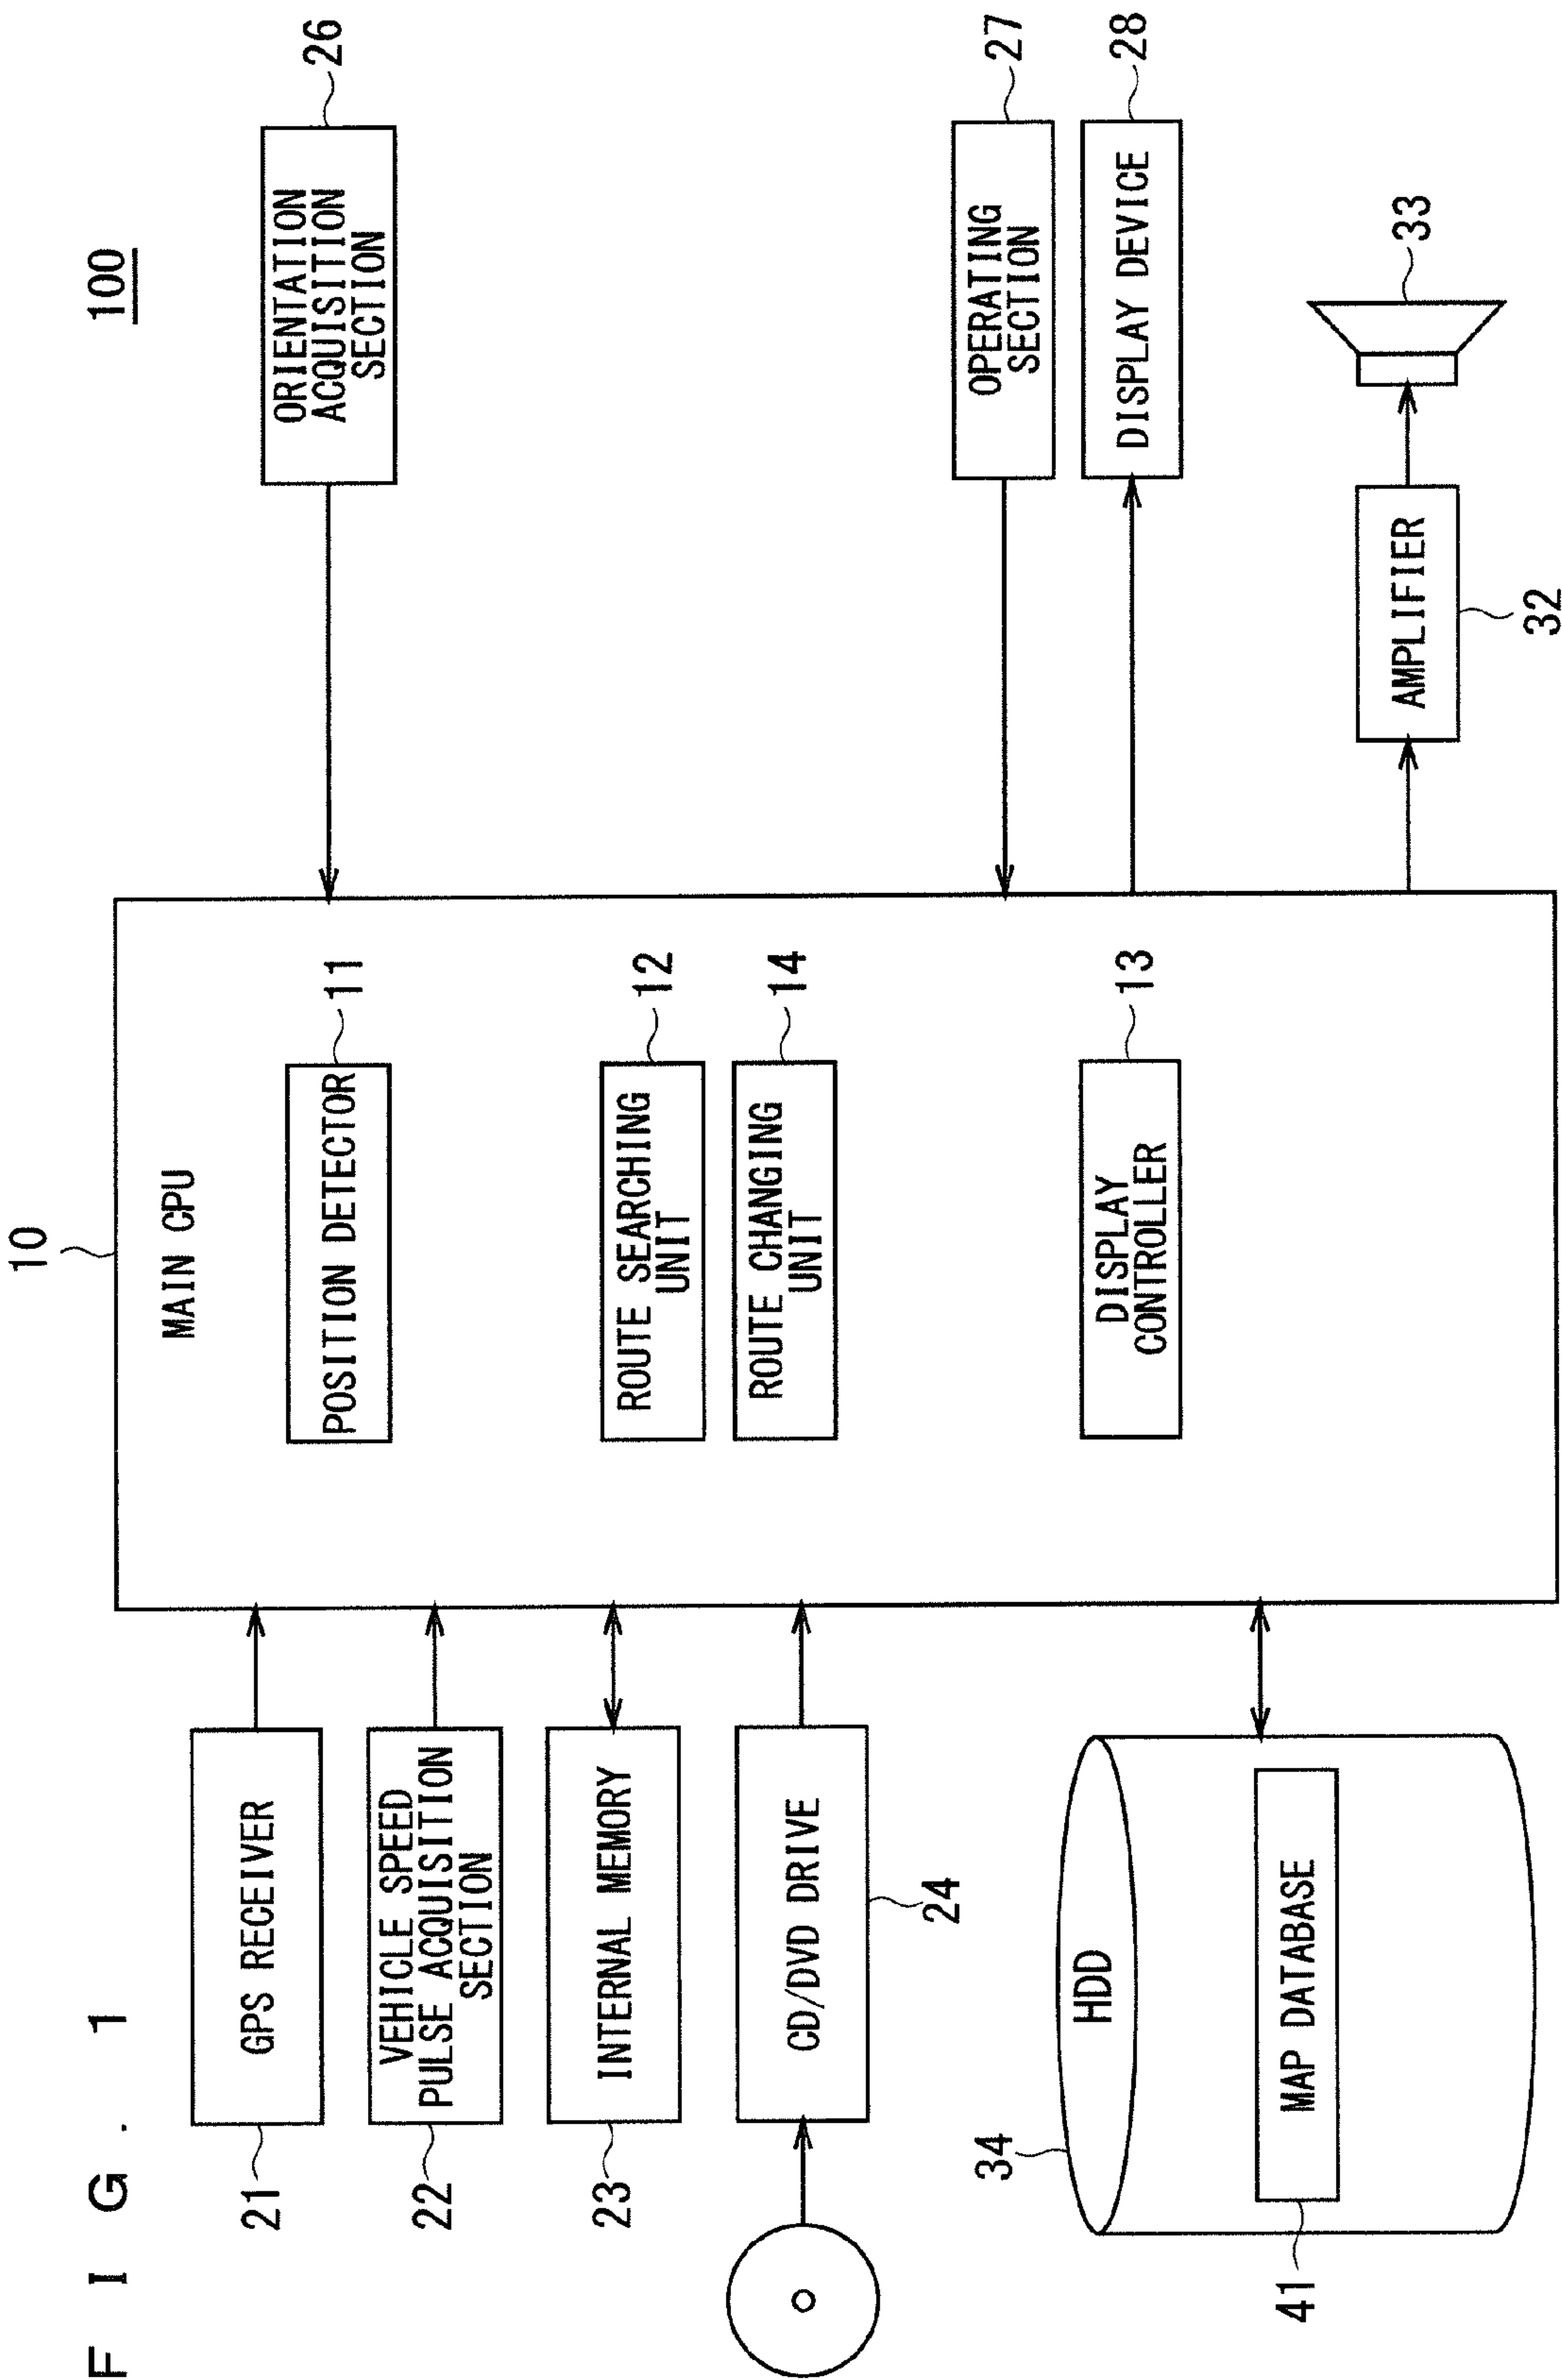 FIG. 1
100
10
MAIN CPU
21
GPS RECEIVER
22
VEHICLE SPEED
PULSE ACQUISITION
SECTION
23
INTERNAL MEMORY
CD/DVD DRIVE
24
34
HDD
MAP DATABASE
41
POSITION DETECTOR
11
ROUTE SEARCHING
UNIT
12
ROUTE CHANGING
UNIT
14
DISPLAY
CONTROLLER
13
ORIENTATION
ACQUISITION
SECTION
26
OPERATING
SECTION
27
DISPLAY DEVICE
28
AMPLIFIER
32
33